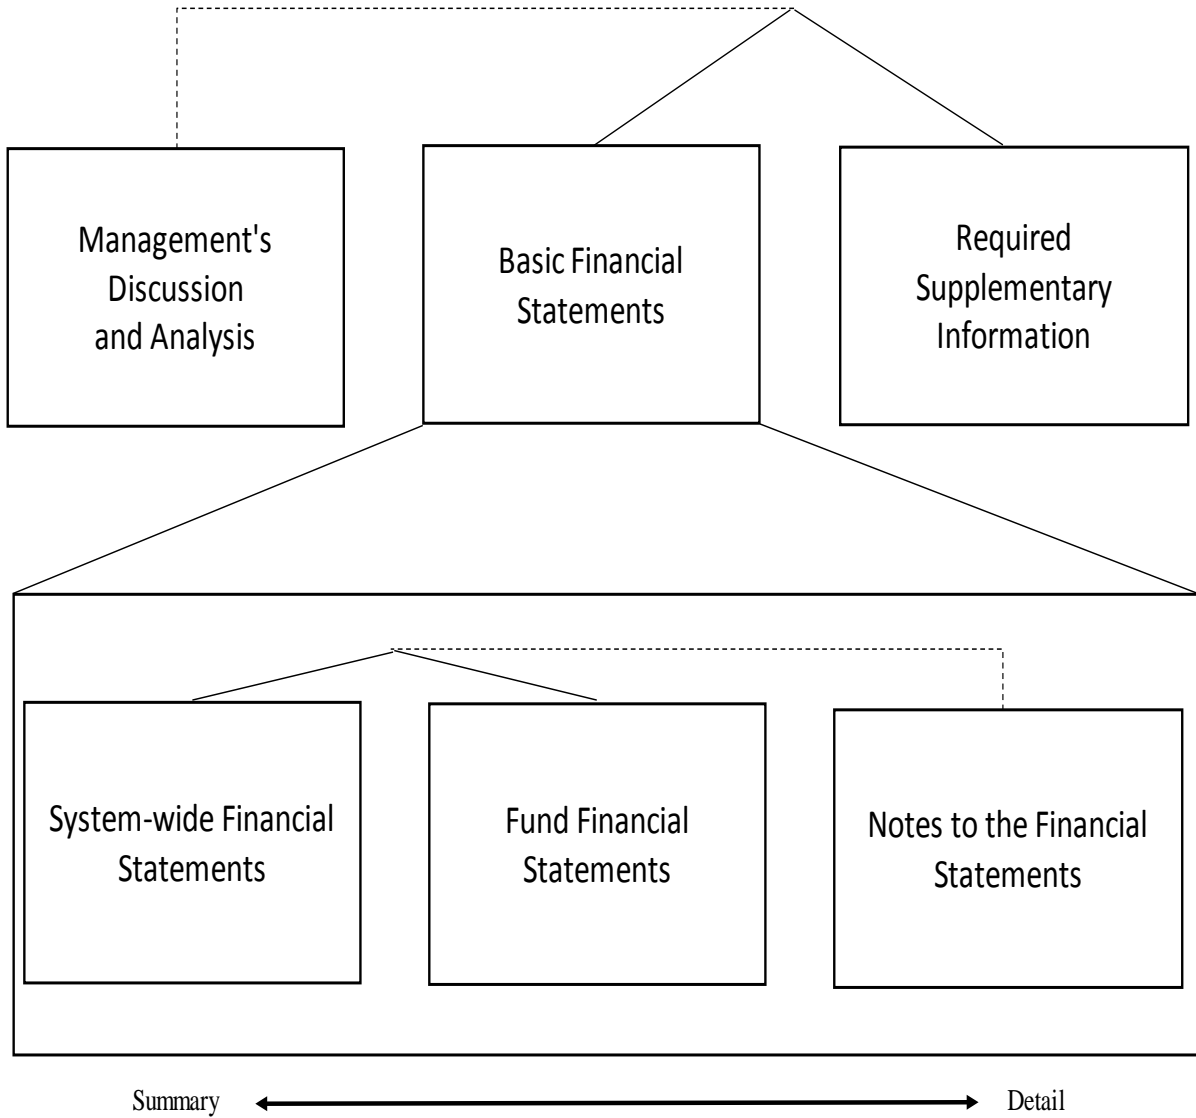 Management's
Discussion
and Analysis
Basic Financial
Statements
Required
Supplementary
Information
System-wide Financial
Statements
Fund Financial
Statements
Notes to the Financial
Statements
Summary
Detail